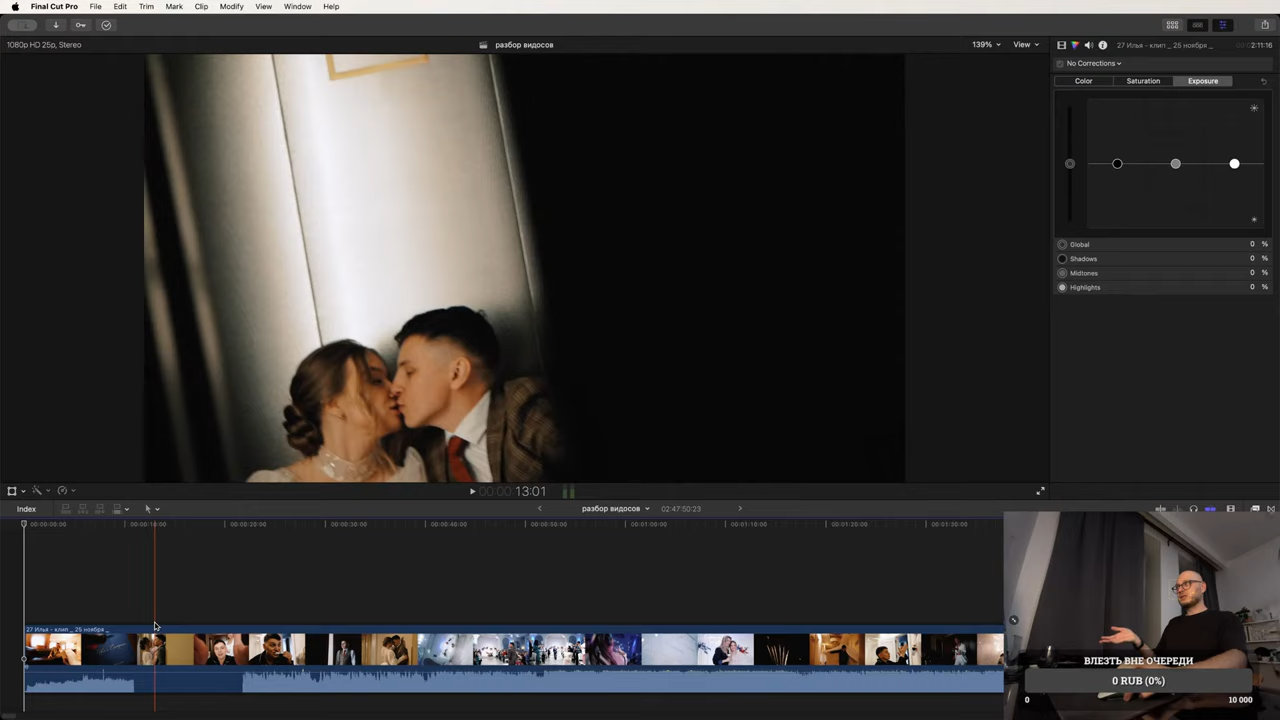 Final Cut Pro File Edit Trim Mark Clip Modify View Window Help
1080p HD 25p, Stereo
разбор видосов
139%
View
27 Илья - клип _ 25 ноября _
2:11:16
No Corrections
Color
Saturation
Exposure
Global 0 %
Shadows 0 %
Midtones 0 %
Highlights 0 %
00:00:00 13:01
Index
разбор видосов
02:47:50:23
00:00:00:00
00:00:10:00
00:00:20:00
00:00:30:00
00:00:40:00
00:00:50:00
00:01:00:00
00:01:10:00
00:01:20:00
00:01:30:00
27 Илья - клип _ 25 ноября _
ВЛЕЗТЬ ВНЕ ОЧЕРЕДИ
0 RUB (0%)
0
10 000